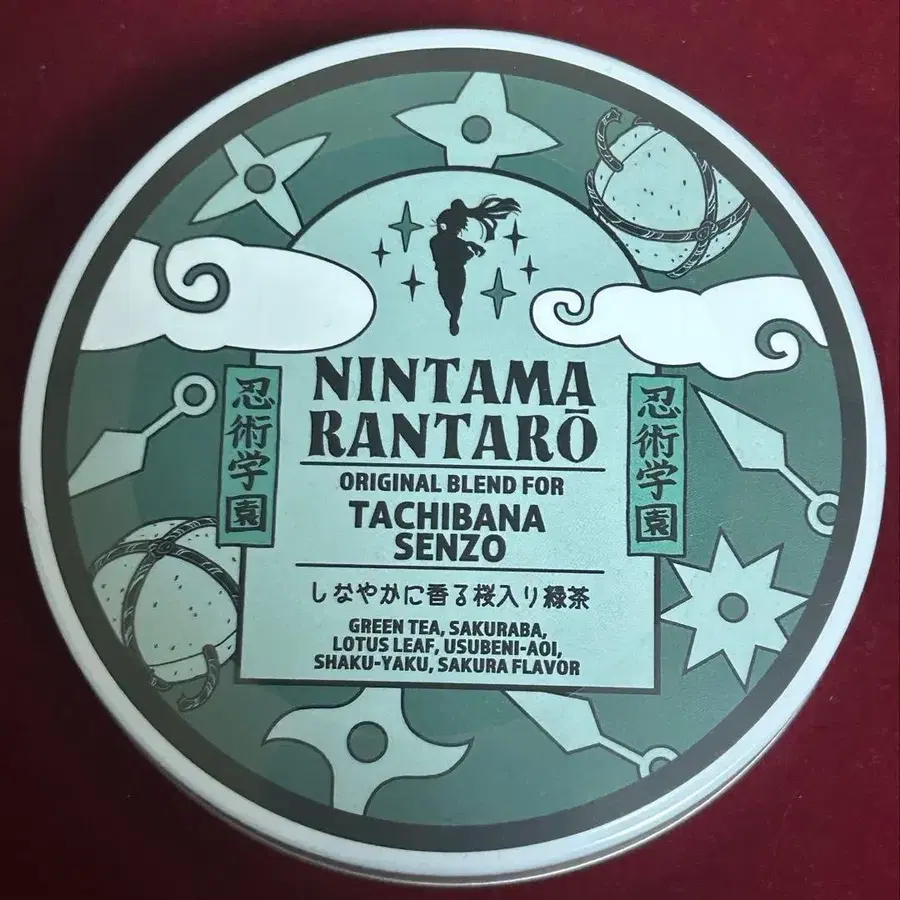 NINTAMA
RANTARŌ
ORIGINAL BLEND FOR
TACHIBANA
SENZO
しなやかに香る桜入り緑茶
GREEN TEA, SAKURABA,
LOTUS LEAF, USUBENI-AOI,
SHAKU-YAKU, SAKURA FLAVOR
忍術学園
忍術学園